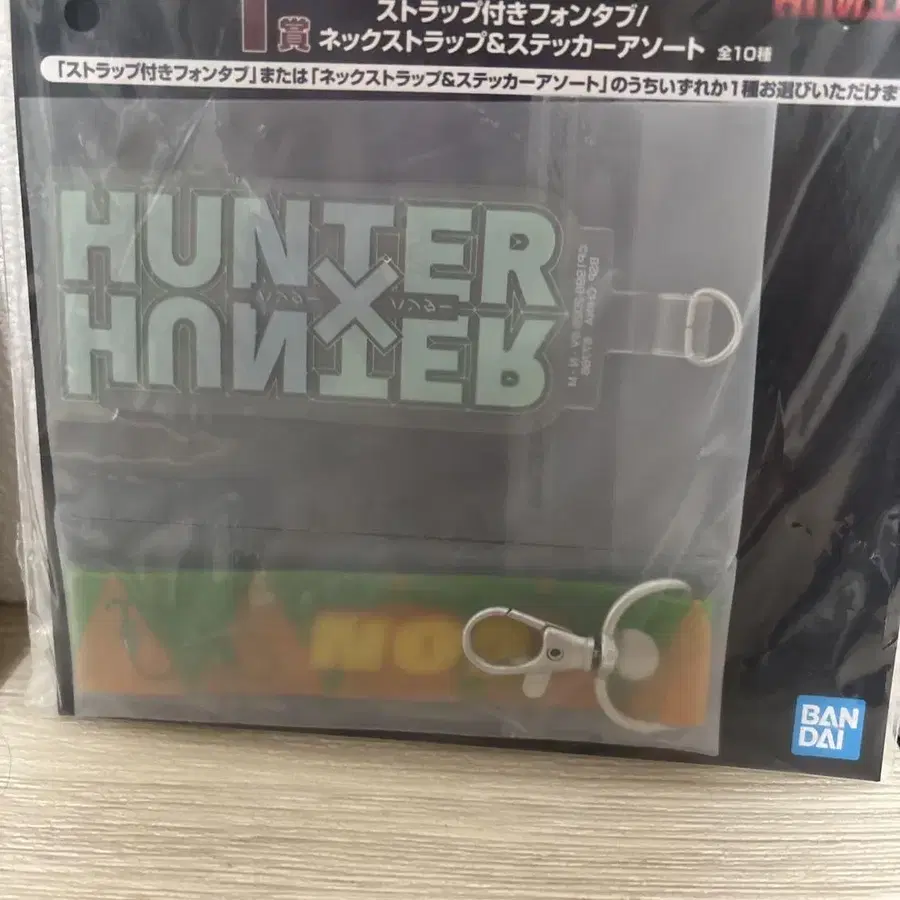 賞
ストラップ付きフォンタブ/
ネックストラップ&ステッカーアソート 全10種
「ストラップ付きフォンタブ」または「ネックストラップ&ステッカーアソート」のうちいずれか1種お選びいただけま
HUNTER
×
HUNTER
BAN
DAI